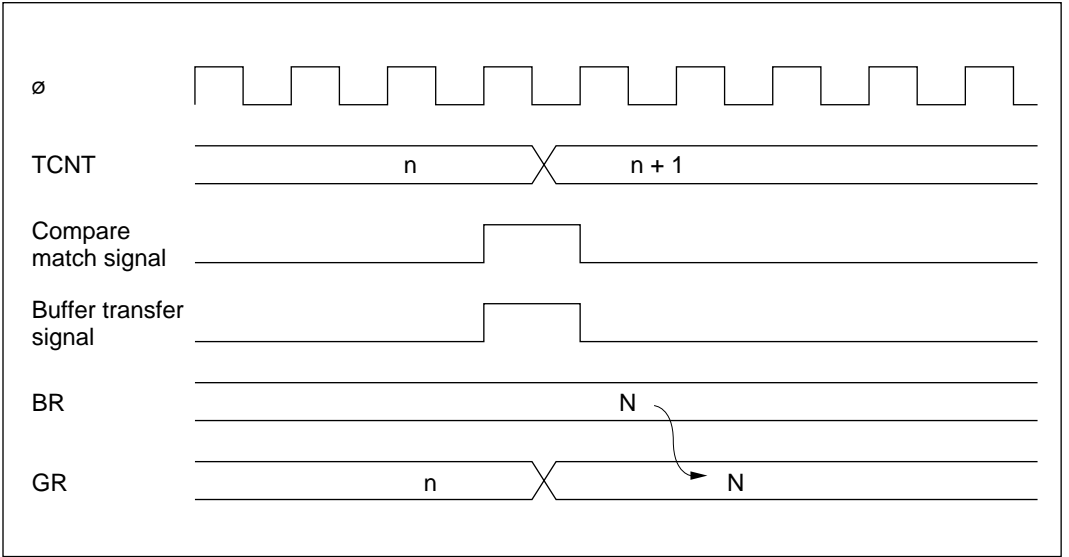 ø
TCNT n n + 1
Compare
match signal
Buffer transfer
signal
BR N
GR n N